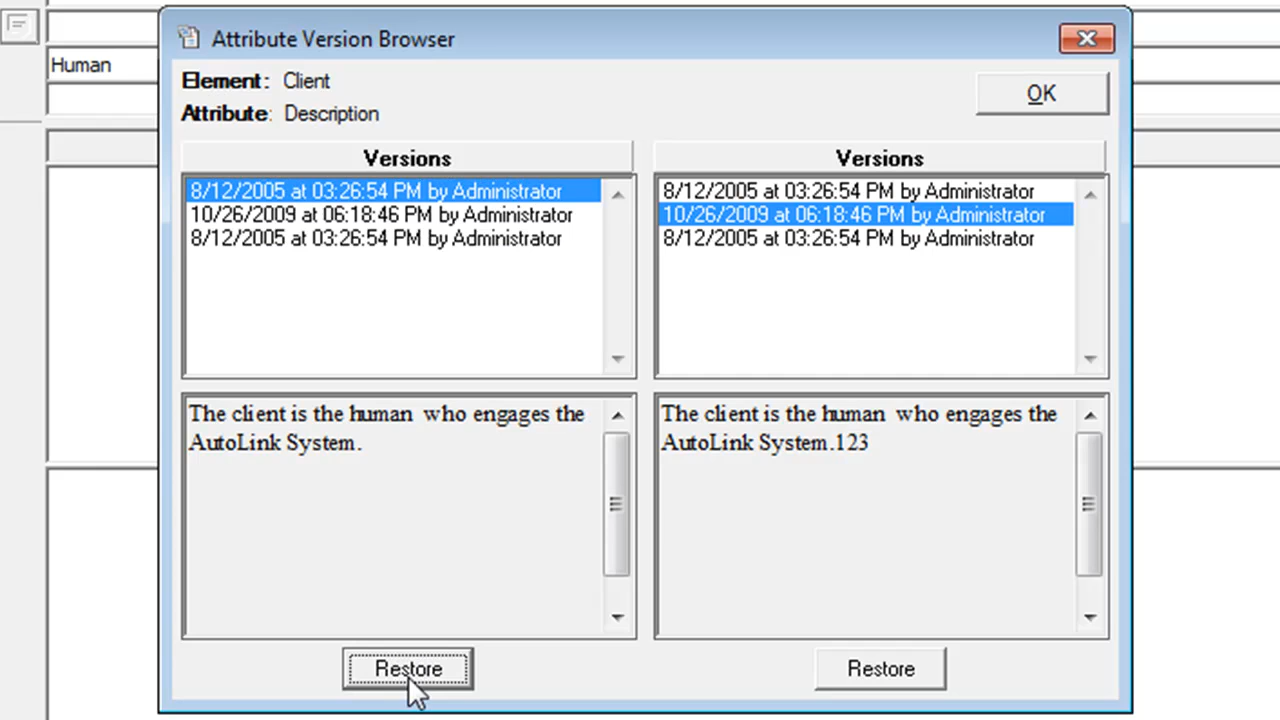 Attribute Version Browser
Human
Element: Client
OK
Attribute: Description
Versions
8/12/2005 at 03:26:54 PM by Administrator
10/26/2009 at 06:18:46 PM by Administrator
8/12/2005 at 03:26:54 PM by Administrator
The client is the human who engages the
AutoLink System.
Restore
Versions
8/12/2005 at 03:26:54 PM by Administrator
10/26/2009 at 06:18:46 PM by Administrator
8/12/2005 at 03:26:54 PM by Administrator
The client is the human who engages the
AutoLink System.123
Restore